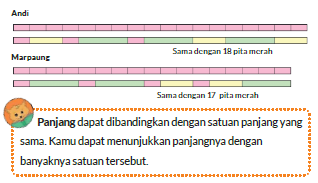 Andi
Sama dengan 18 pita merah
Marpaung
Sama dengan 17 pita merah
Panjang dapat dibandingkan dengan satuan panjang yang
sama. Kamu dapat menunjukkan panjangnya dengan
banyaknya satuan tersebut.